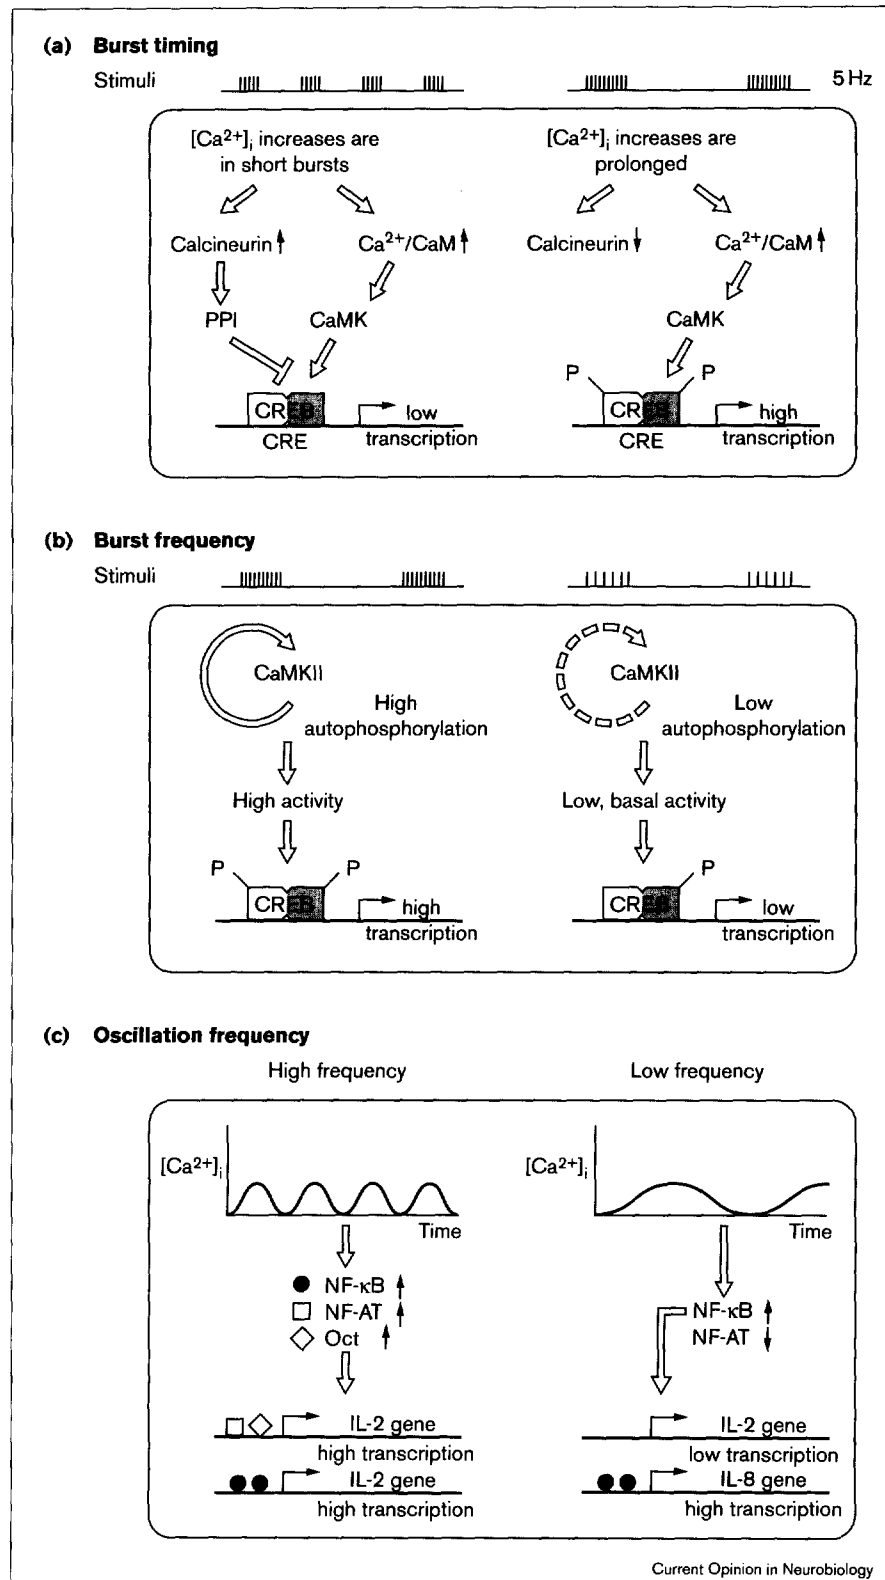 (a) Burst timing
Stimuli 5 Hz
[Ca2+]i increases are in short bursts
[Ca2+]i increases are prolonged
Calcineurin Ca2+/CaM
Calcineurin Ca2+/CaM
PPI CaMK
CaMK
P P
CREB low
CREB high
CRE transcription
CRE transcription
(b) Burst frequency
Stimuli
CaMKII
CaMKII
High autophosphorylation
Low autophosphorylation
High activity
Low, basal activity
P P
P
CREB high
CREB low
transcription
transcription
(c) Oscillation frequency
High frequency
Low frequency
[Ca2+]i
[Ca2+]i
Time
Time
NF-κB
NF-AT
Oct
NF-κB
NF-AT
IL-2 gene
high transcription
IL-2 gene
high transcription
IL-2 gene
low transcription
IL-8 gene
high transcription
Current Opinion in Neurobiology